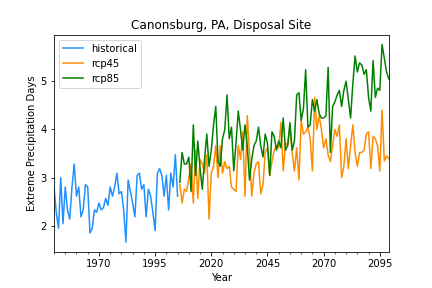 Canonsburg, PA, Disposal Site
historical
rcp45
rcp85
Extreme Precipitation Days
5
4
3
2
1970
1995
2020
2045
2070
2095
Year